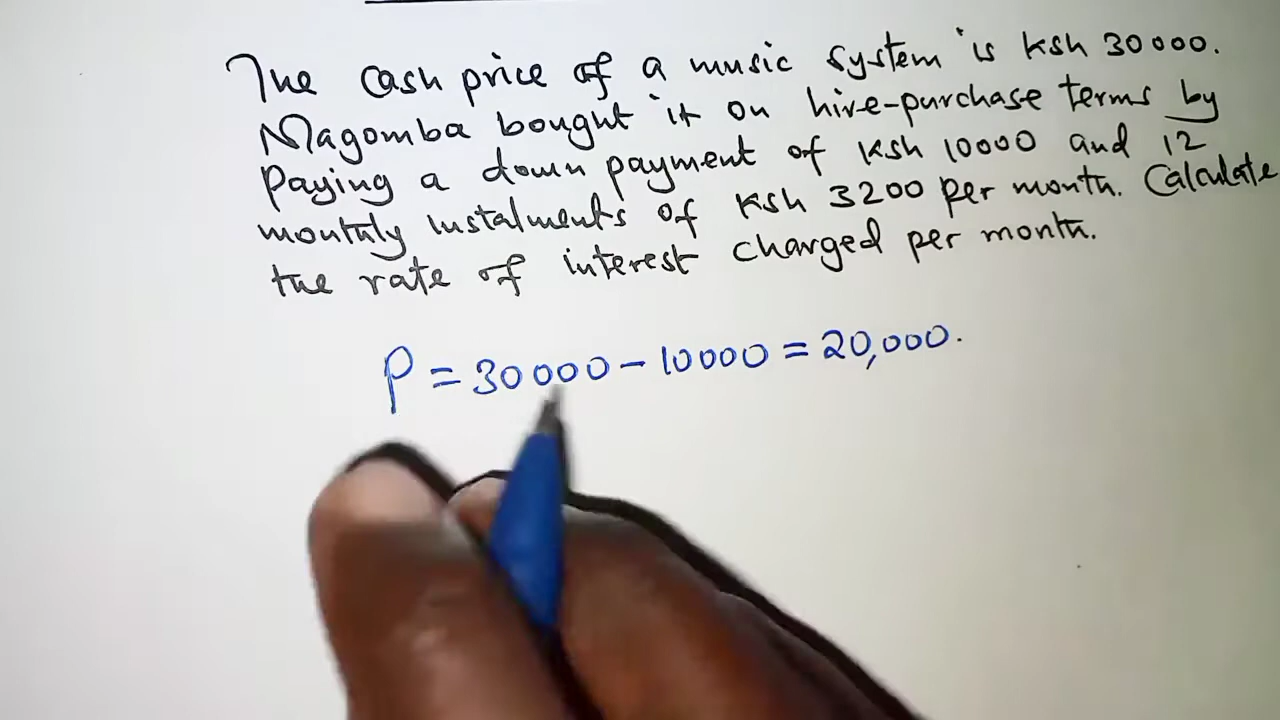 The cash price of a music system is Ksh 30000.
Magomba bought it on hire-purchase terms by
Paying a down payment of Ksh 10000 and 12
monthly instalments of Ksh 3200 per month. Calculate
the rate of interest charged per month.
P = 30000 - 10000 = 20,000.